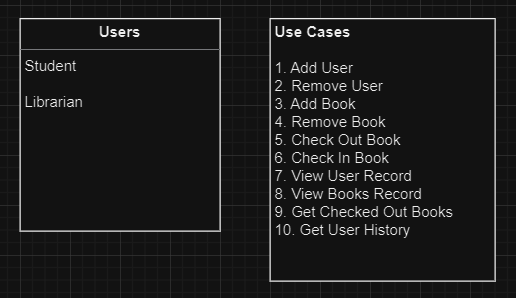 Users
Student
Librarian
Use Cases
1. Add User
2. Remove User
3. Add Book
4. Remove Book
5. Check Out Book
6. Check In Book
7. View User Record
8. View Books Record
9. Get Checked Out Books
10. Get User History